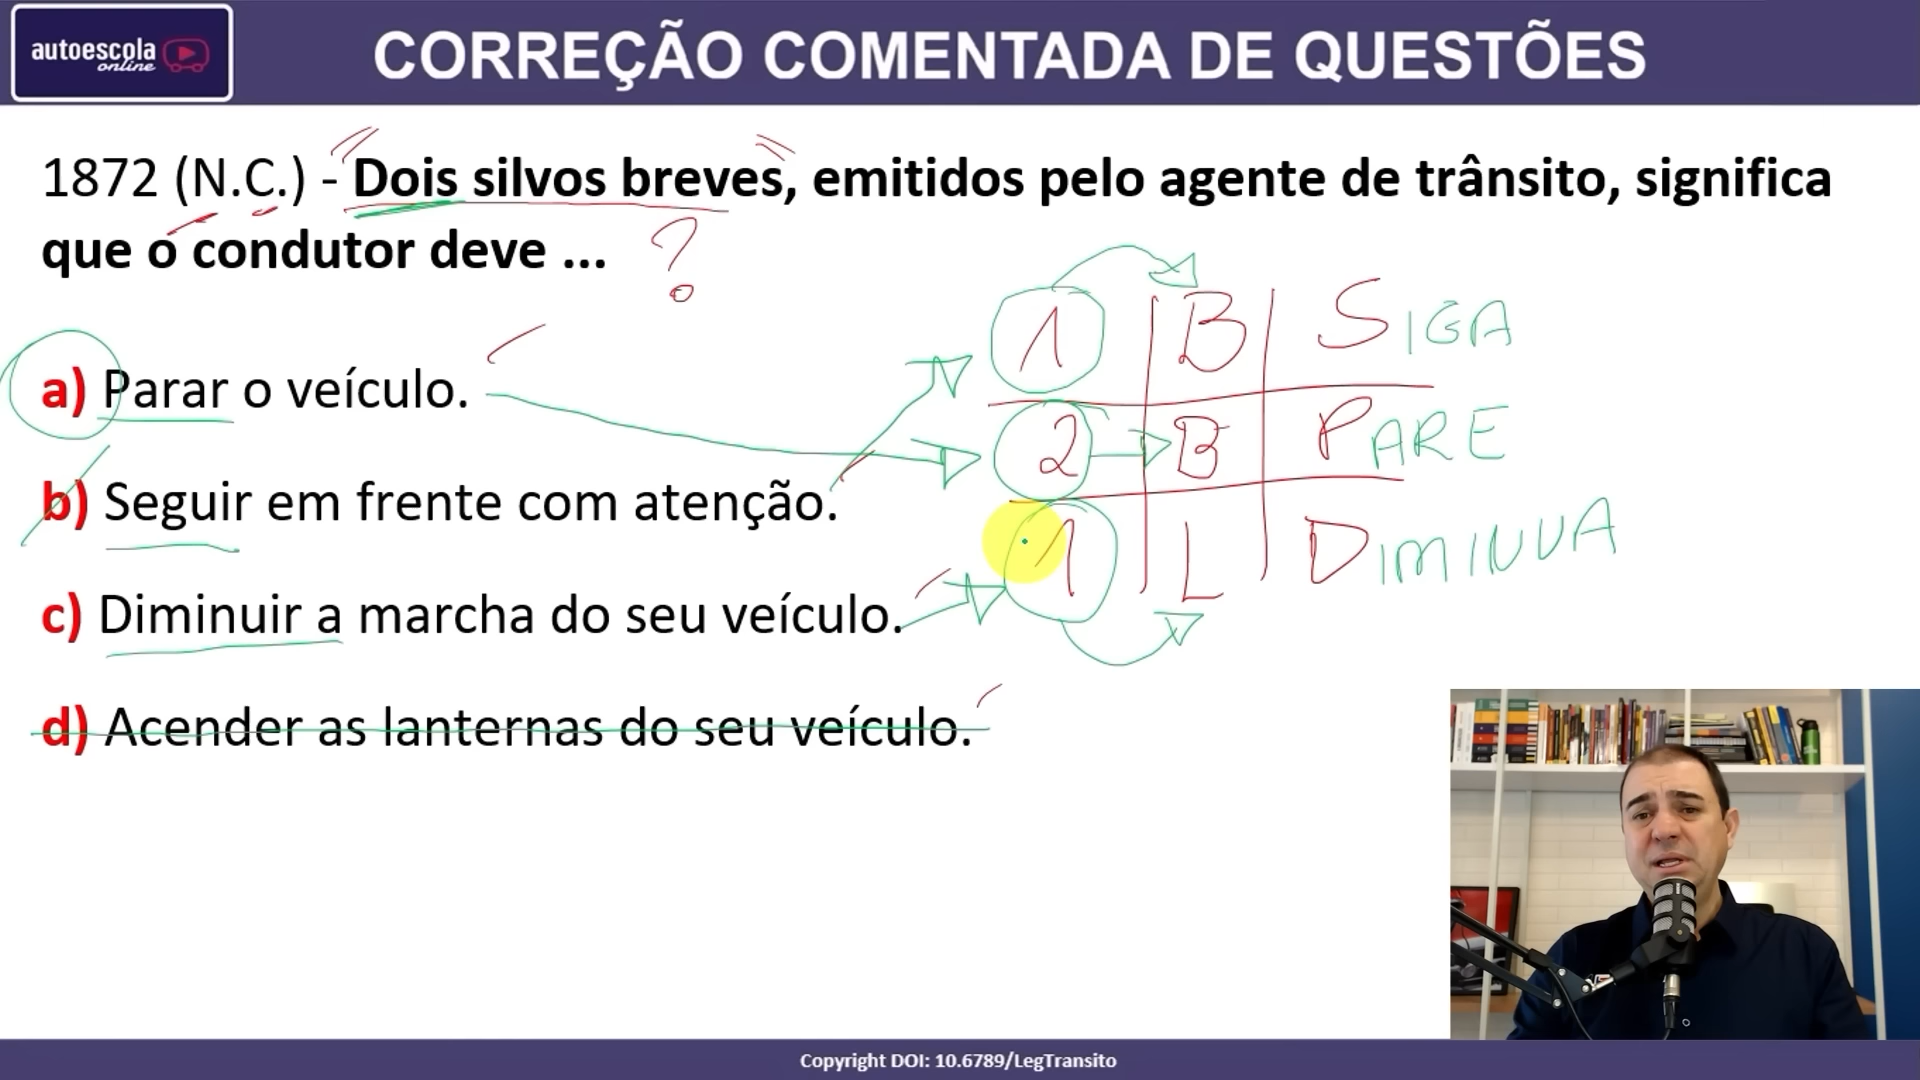 autoescola
online
CORREÇÃO COMENTADA DE QUESTÕES
1872 (N.C.) - Dois silvos breves, emitidos pelo agente de trânsito, significa
que o condutor deve ...
?
a) Parar o veículo.
b) Seguir em frente com atenção.
c) Diminuir a marcha do seu veículo.
d) Acender as lanternas do seu veículo.
1 B SIGA
2 B PARE
1 L DIMINUA
Copyright DOI: 10.6789/LegTransito